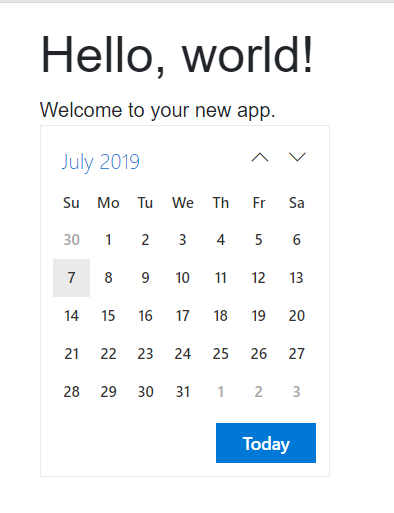 Hello, world!
Welcome to your new app.
July 2019
Su Mo Tu We Th Fr Sa
30 1 2 3 4 5 6
7 8 9 10 11 12 13
14 15 16 17 18 19 20
21 22 23 24 25 26 27
28 29 30 31 1 2 3
Today